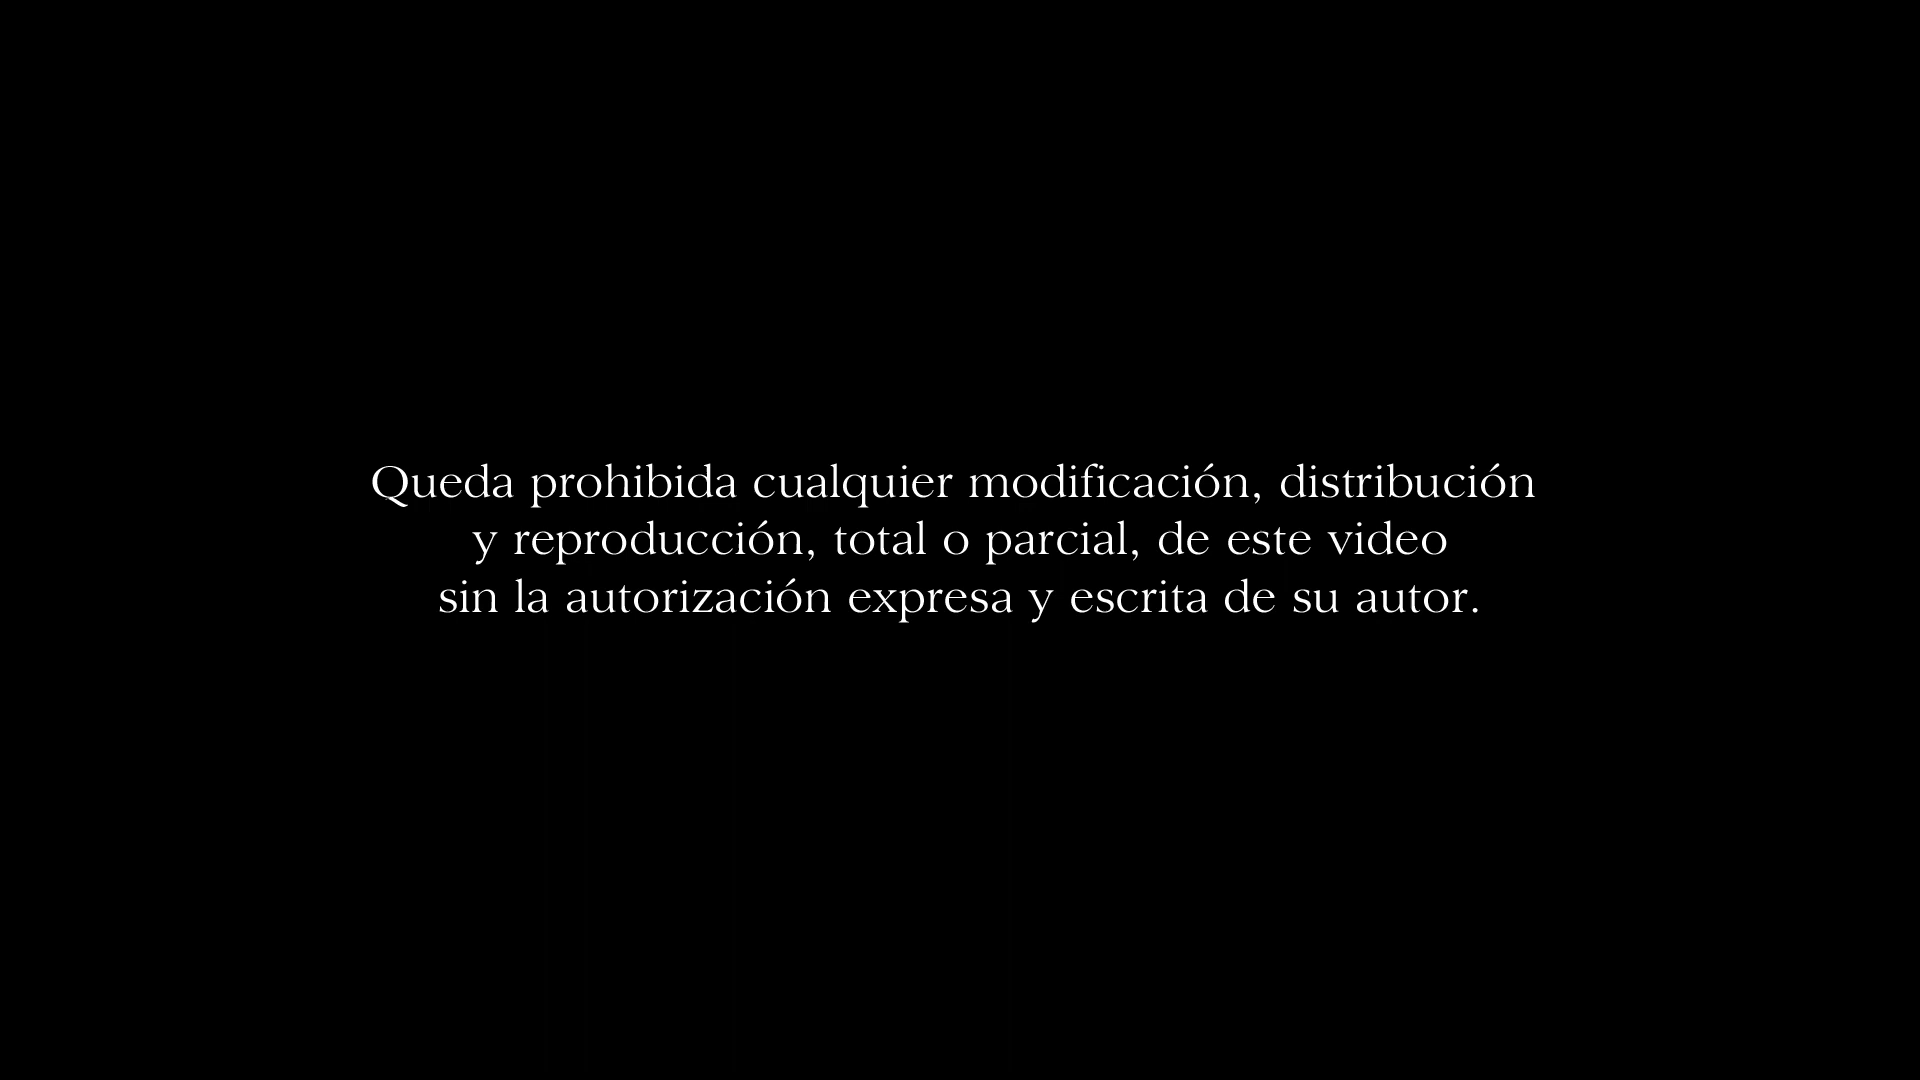 Queda prohibida cualquier modificación, distribución
y reproducción, total o parcial, de este video
sin la autorización expresa y escrita de su autor.